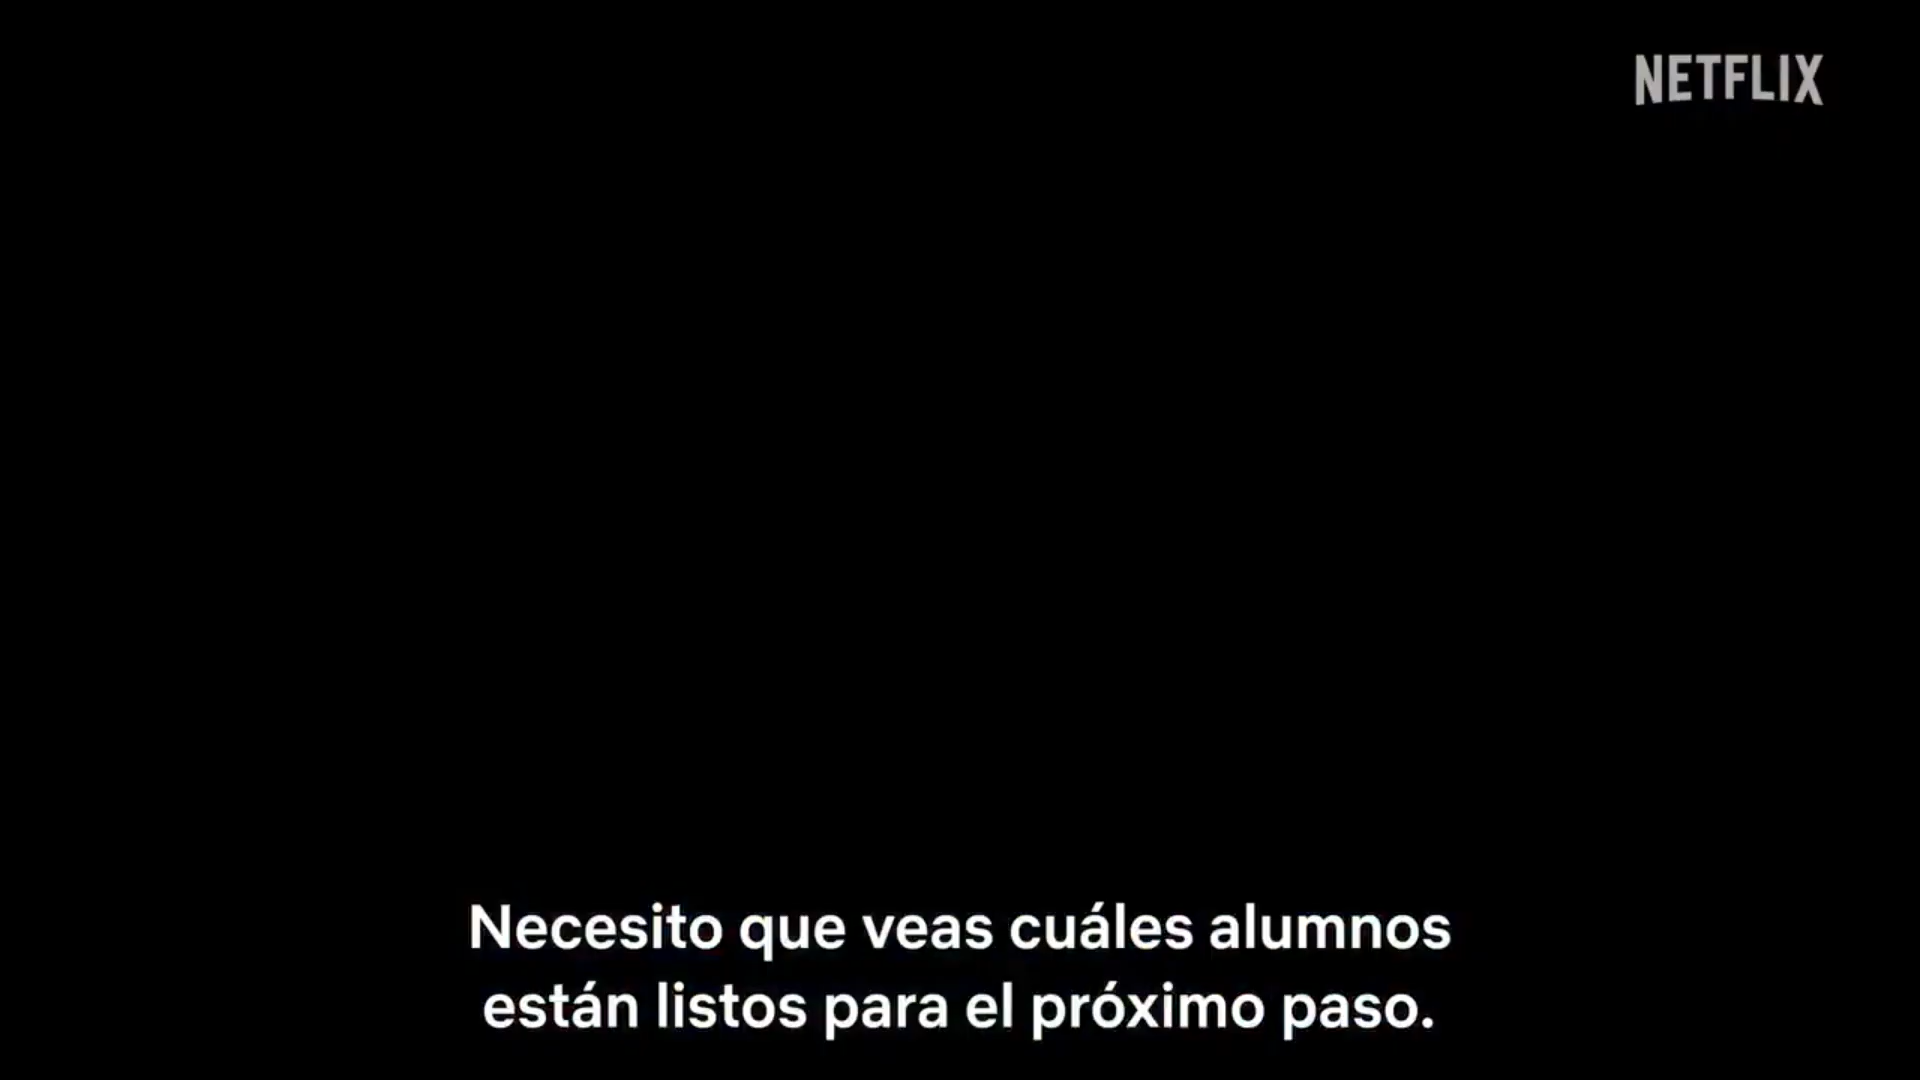 NETFLIX
Necesito que veas cuáles alumnos
están listos para el próximo paso.